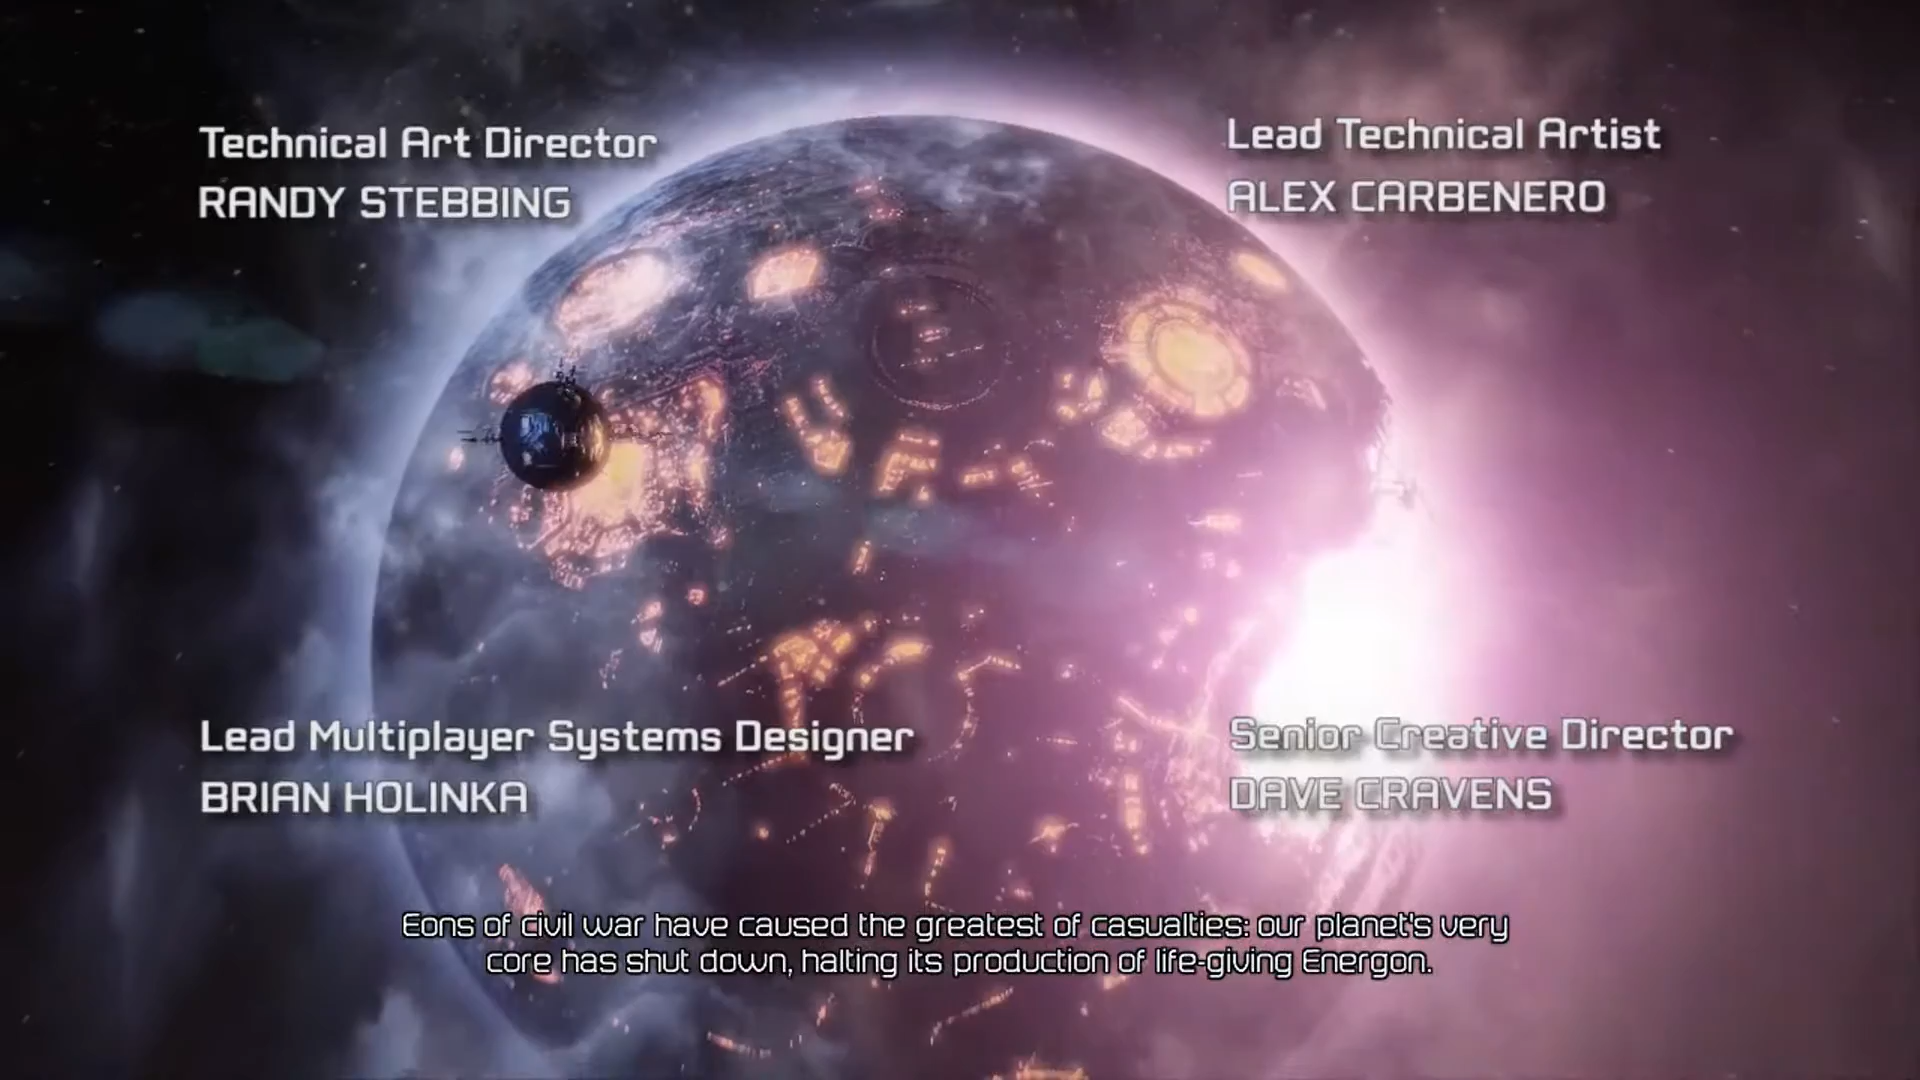 Technical Art Director
RANDY STEBBING
Lead Technical Artist
ALEX CARBENERO
Lead Multiplayer Systems Designer
BRIAN HOLINKA
Senior Creative Director
DAVE CRAVENS
Eons of civil war have caused the greatest of casualties: our planet's very
core has shut down, halting its production of life-giving Energon.